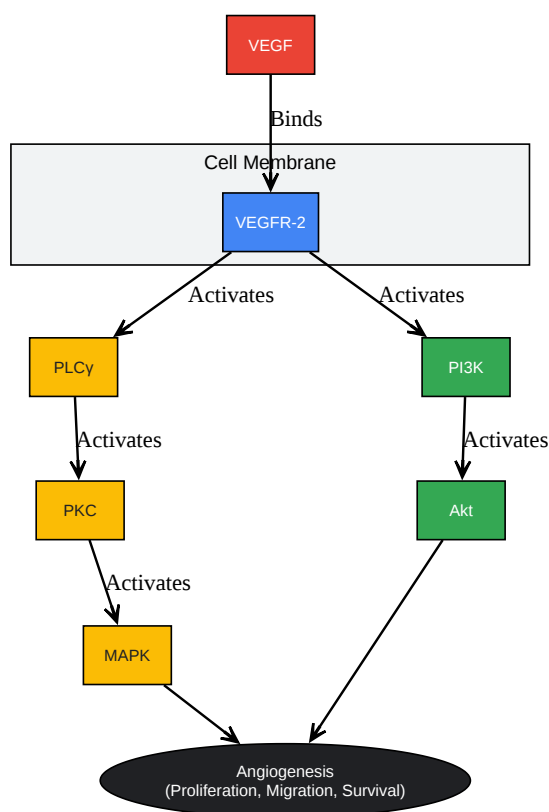 VEGF
Binds
Cell Membrane
VEGFR-2
Activates
Activates
PLCγ
PI3K
Activates
Activates
PKC
Akt
Activates
MAPK
Angiogenesis
(Proliferation, Migration, Survival)